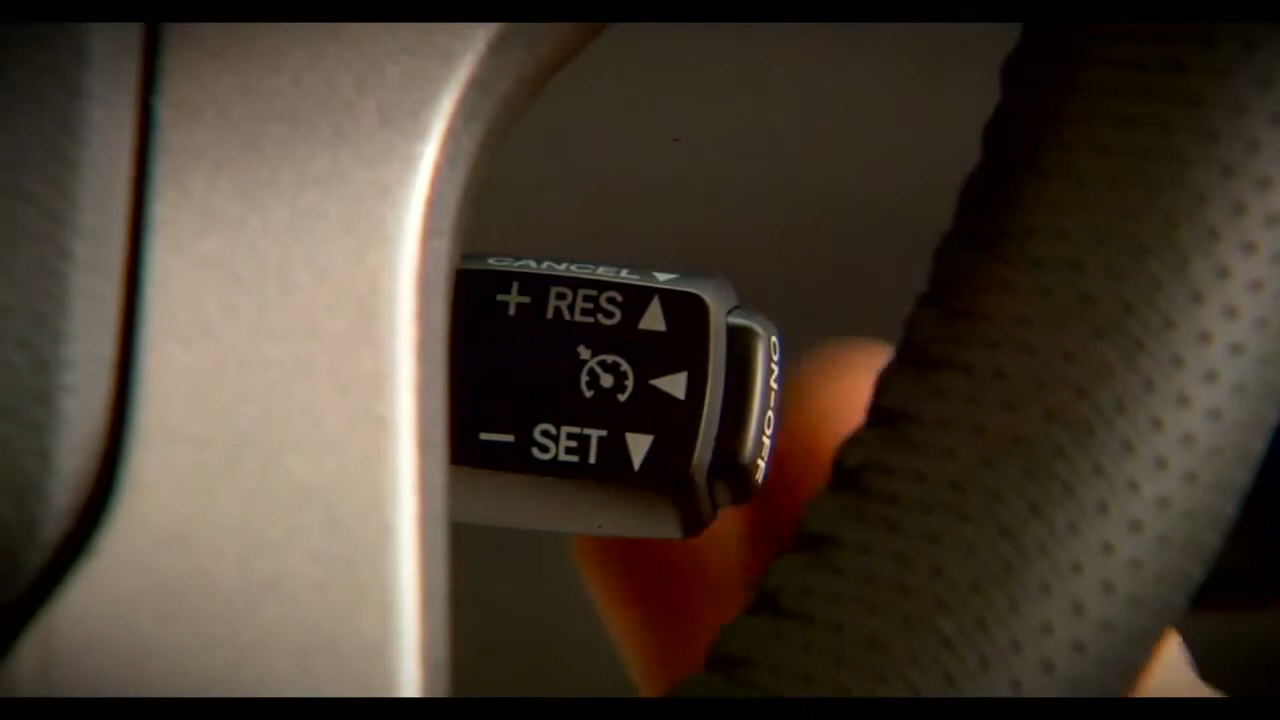 CANCEL ▼
+ RES ▲
◀
− SET ▼
ON-OFF